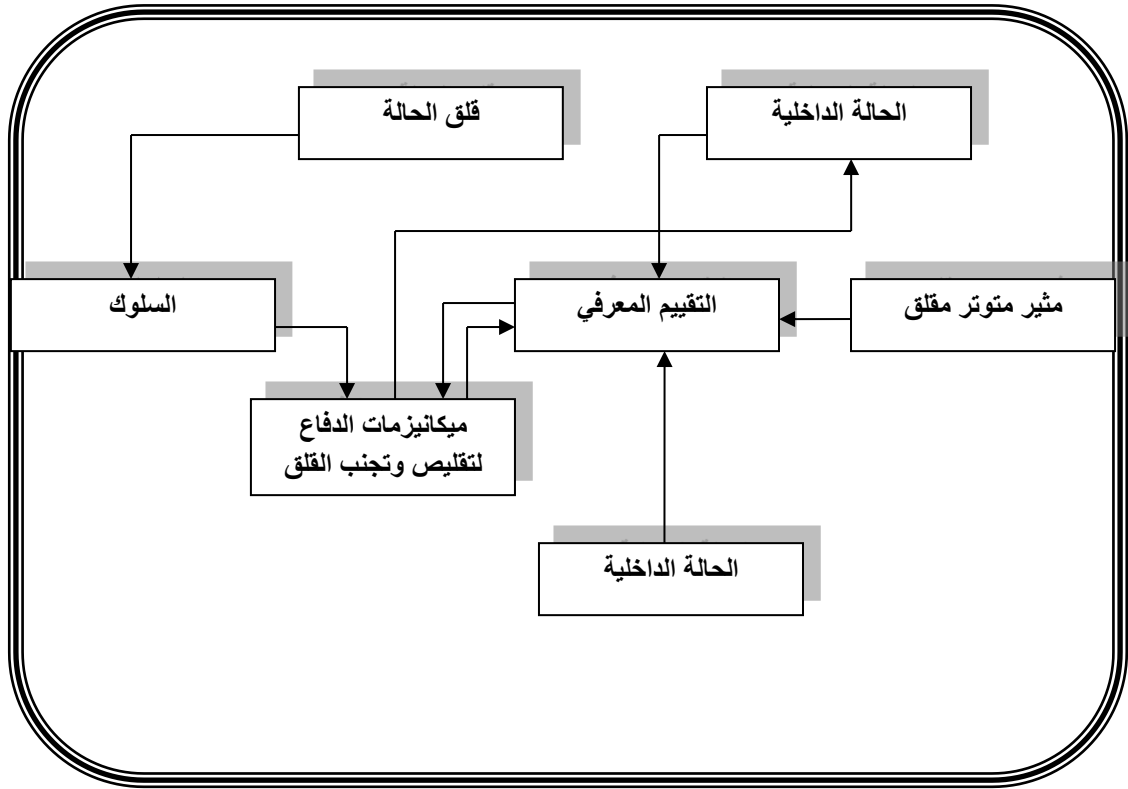 الحالة الداخلية
قلق الحالة
مثير متوتر مقلق
التقييم المعرفي
السلوك
ميكانيزمات الدفاع
لتقليص وتجنب القلق
الحالة الداخلية